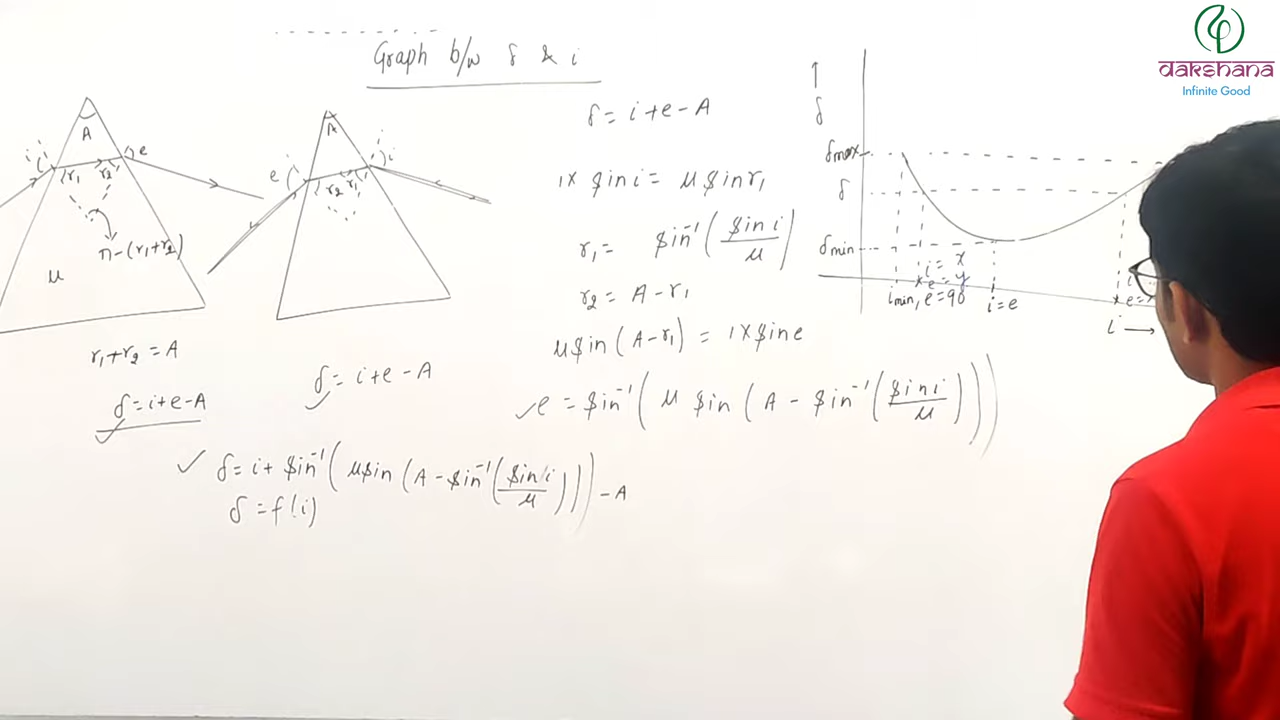 Graph b/w δ & i
dakshana
Infinite Good
A
i
e
r₁
r₂
π-(r₁+r₂)
μ
r₁+r₂ = A
δ=i+e-A
A
i
e
i
r₂
r₁
δ= i+e-A
δ= i+e-A
1x sin i = μ sin r₁
r₁= sin⁻¹(sin i/μ)
r₂= A-r₁
μ sin(A-r₁) = 1x sin e
e = sin⁻¹(μ sin(A - sin⁻¹(sin i/μ)))
δ= i+ sin⁻¹(μ sin(A - sin⁻¹(sin i/μ))) - A
δ=f(i)
δ
δmax
δ
δmin
i= x
e= y
imin, e=90
i=e
i